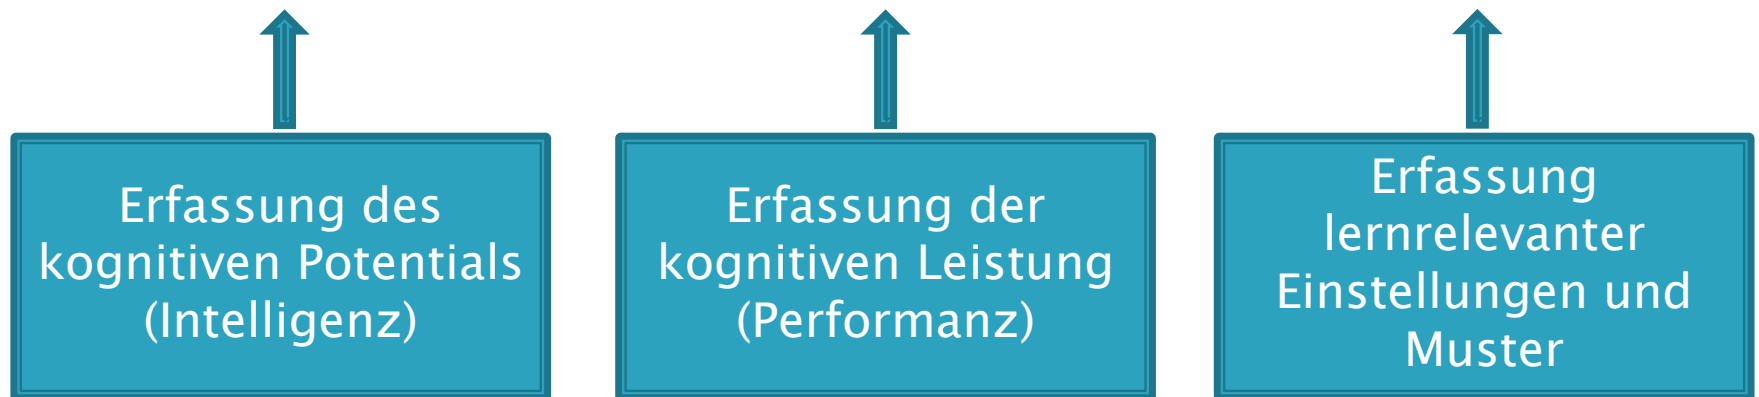 Erfassung des
kognitiven Potentials
(Intelligenz)
Erfassung der
kognitiven Leistung
(Performanz)
Erfassung
lernrelevanter
Einstellungen und
Muster